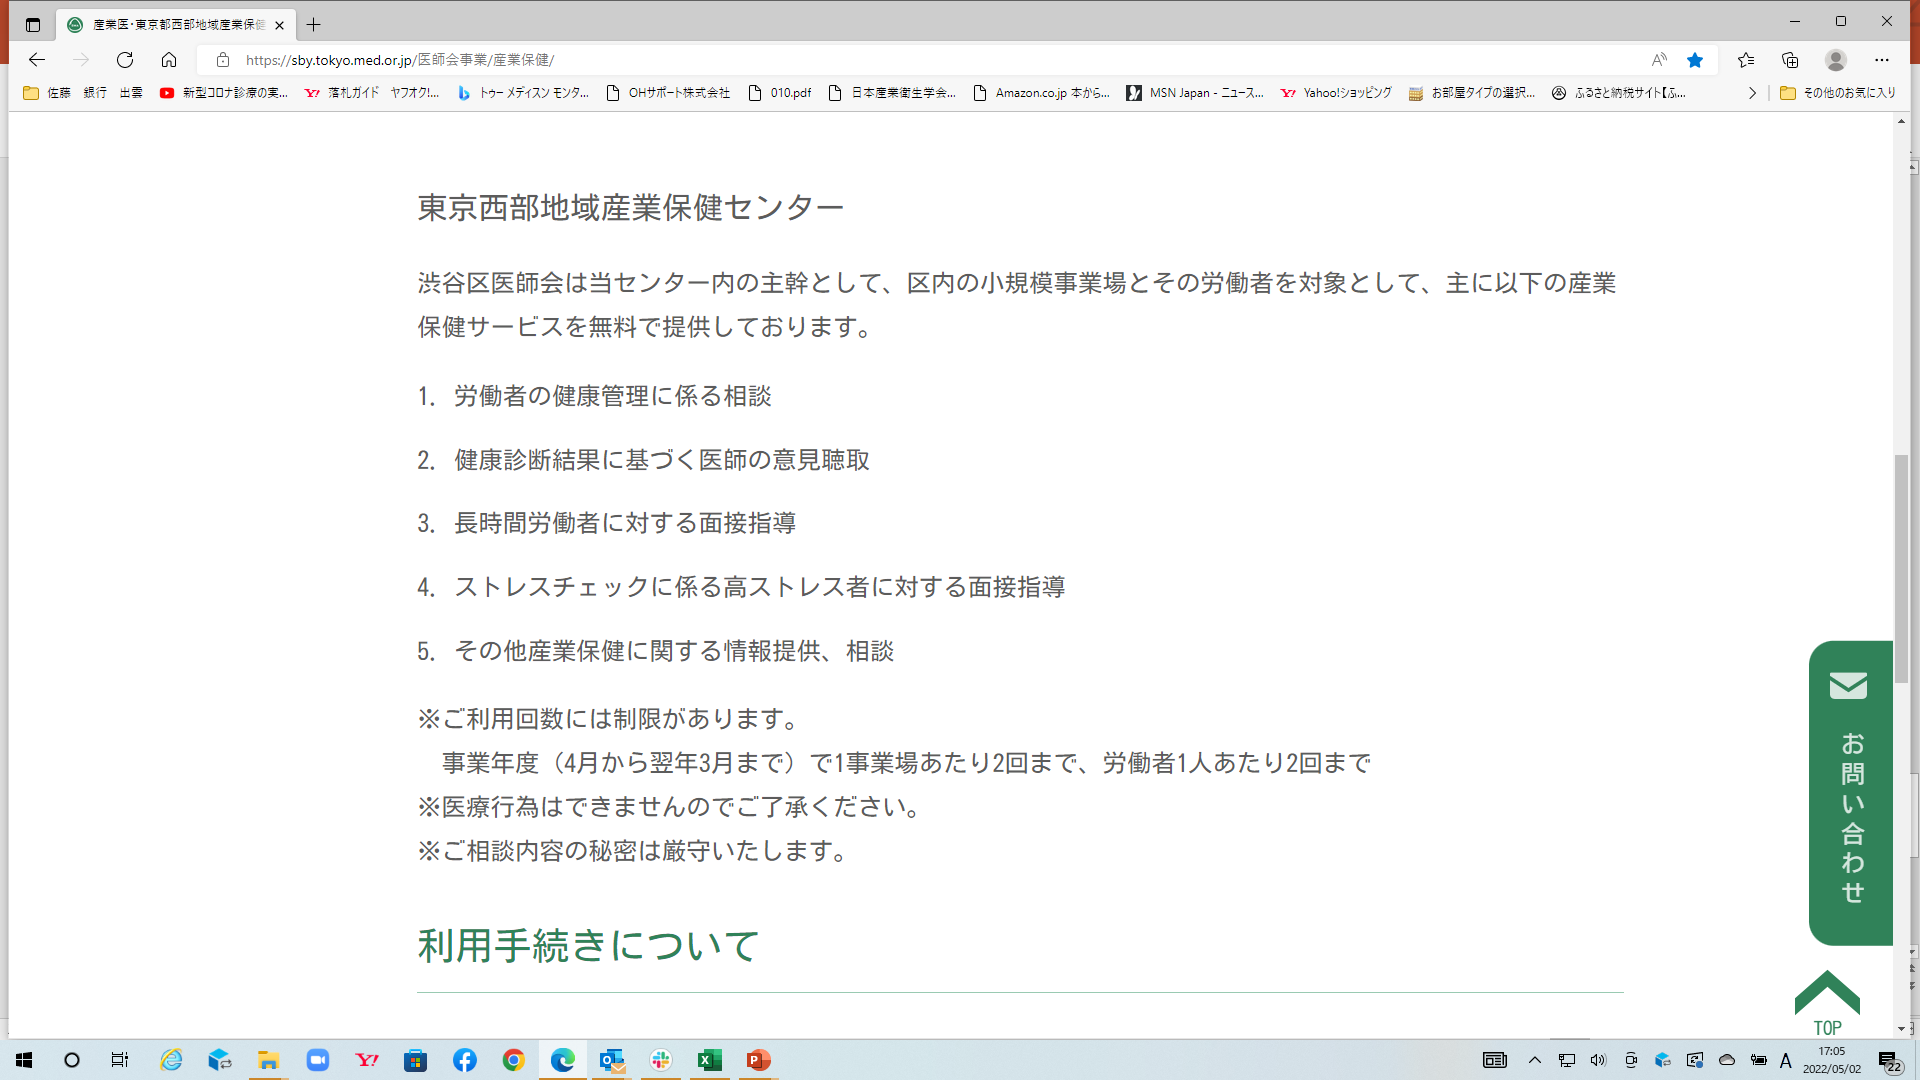 産業医・東京都西部地域産業保健
https://sby.tokyo.med.or.jp/医師会事業/産業保健/
佐藤 銀行 出雲 新型コロナ診療の実... 落札ガイド ヤフオク!... トゥー メディスン モンタ... OHサポート株式会社 010.pdf 日本産業衛生学会... Amazon.co.jp 本から... MSN Japan - ニュース... Yahoo!ショッピング お部屋タイプの選択... ふるさと納税サイト【ふ... その他のお気に入り
東京西部地域産業保健センター
渋谷区医師会は当センター内の主幹として、区内の小規模事業場とその労働者を対象として、主に以下の産業
保健サービスを無料で提供しております。
1. 労働者の健康管理に係る相談
2. 健康診断結果に基づく医師の意見聴取
3. 長時間労働者に対する面接指導
4. ストレスチェックに係る高ストレス者に対する面接指導
5. その他産業保健に関する情報提供、相談
※ご利用回数には制限があります。
事業年度（4月から翌年3月まで）で1事業場あたり2回まで、労働者1人あたり2回まで
※医療行為はできませんのでご了承ください。
※ご相談内容の秘密は厳守いたします。
利用手続きについて
お問い合わせ
TOP
A 17:05
2022/05/02
22